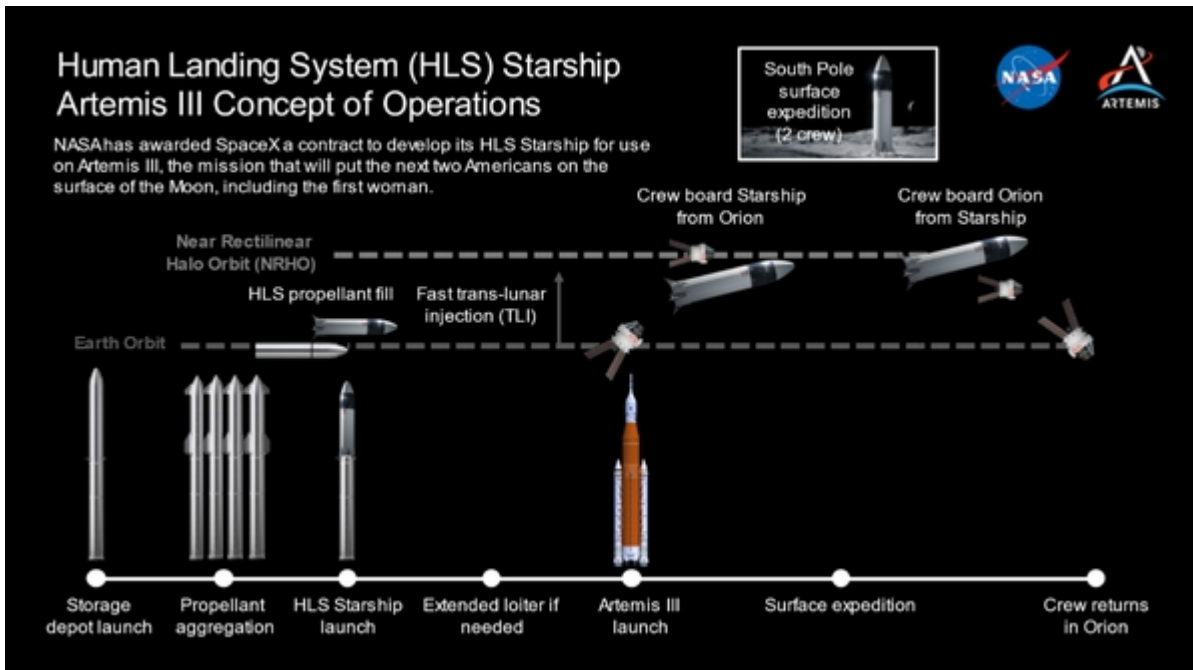 Human Landing System (HLS) Starship
Artemis III Concept of Operations
NASA has awarded SpaceX a contract to develop its HLS Starship for use
on Artemis III, the mission that will put the next two Americans on the
surface of the Moon, including the first woman.
South Pole
surface
expedition
(2 crew)
NASA
ARTEMIS
Crew board Starship
from Orion
Crew board Orion
from Starship
Near Rectilinear
Halo Orbit (NRHO)
HLS propellant fill
Fast trans-lunar
injection (TLI)
Earth Orbit
Storage
depot launch
Propellant
aggregation
HLS Starship
launch
Extended loiter if
needed
Artemis III
launch
Surface expedition
Crew returns
in Orion